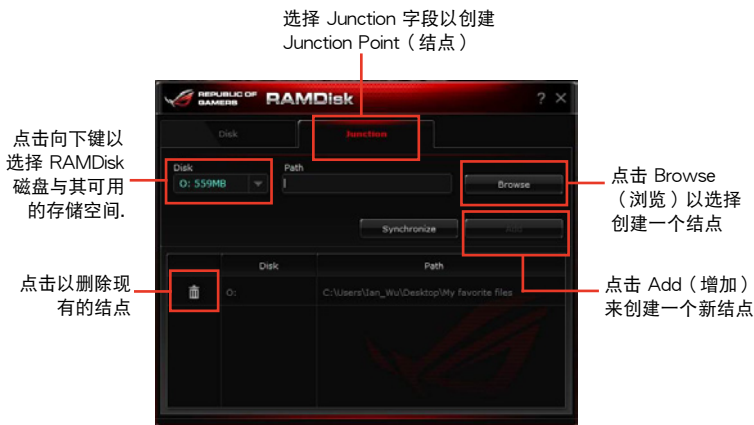 选择 Junction 字段以创建
Junction Point（结点）
REPUBLIC OF
GAMERS
RAMDisk
? ×
Disk
Junction
点击向下键以
选择 RAMDisk
磁盘与其可用
的存储空间.
Disk
Path
O: 559MB
Browse
点击 Browse
（浏览）以选择
创建一个结点
Synchronize
Add
Disk
Path
O:
C:\Users\Ian_Wu\Desktop\My favorite files
点击以删除现
有的结点
点击 Add（增加）
来创建一个新结点